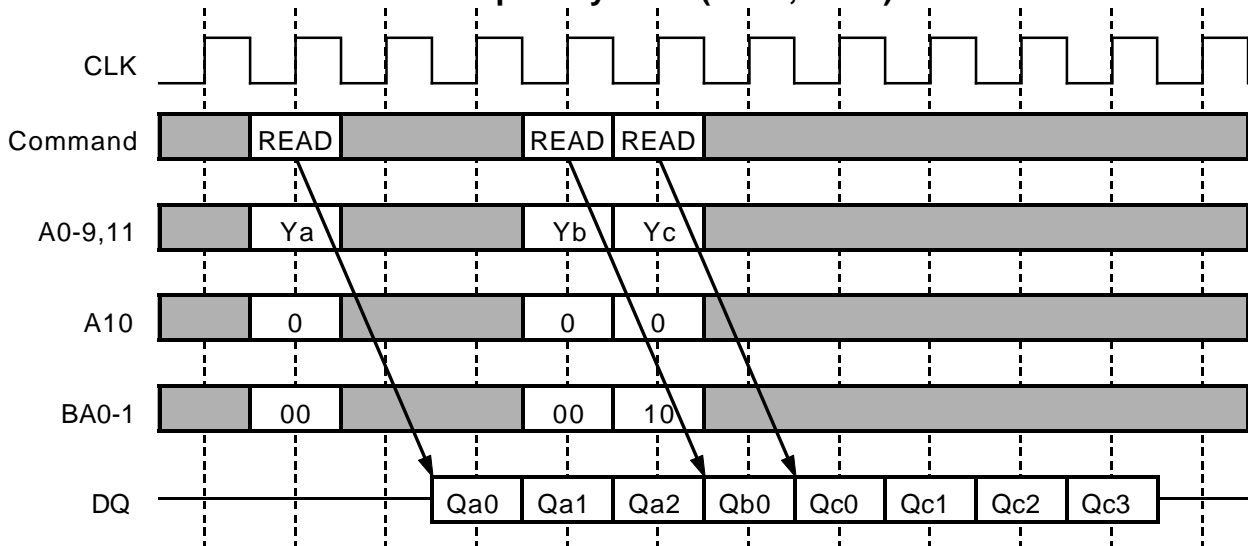 CLK
Command READ READ READ
A0-9,11 Ya Yb Yc
A10 0 0 0
BA0-1 00 00 10
DQ Qa0 Qa1 Qa2 Qb0 Qc0 Qc1 Qc2 Qc3